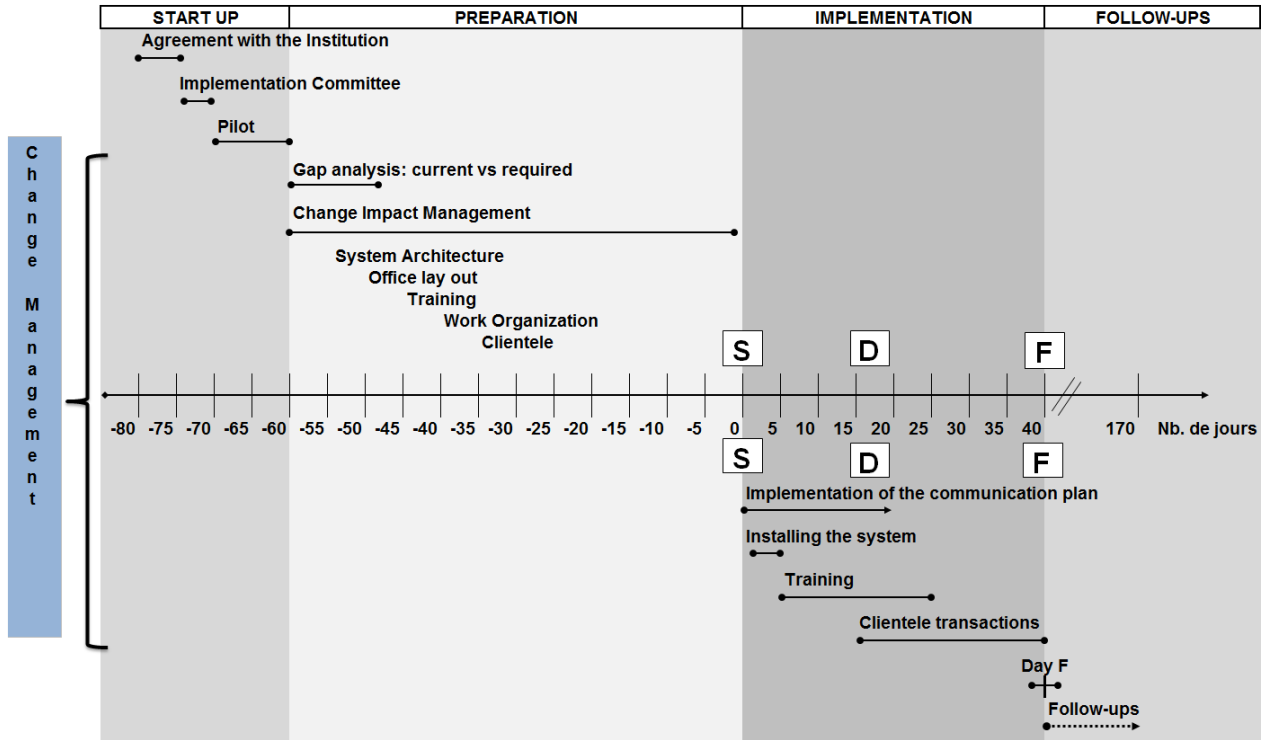 START UP PREPARATION IMPLEMENTATION FOLLOW-UPS
Agreement with the Institution
Implementation Committee
Pilot
Gap analysis: current vs required
Change Impact Management
System Architecture
Office lay out
Training
Work Organization
Clientele
Change Management
S D F
-80 -75 -70 -65 -60 -55 -50 -45 -40 -35 -30 -25 -20 -15 -10 -5 0 5 10 15 20 25 30 35 40 170 Nb. de jours
S D F
Implementation of the communication plan
Installing the system
Training
Clientele transactions
Day F
Follow-ups